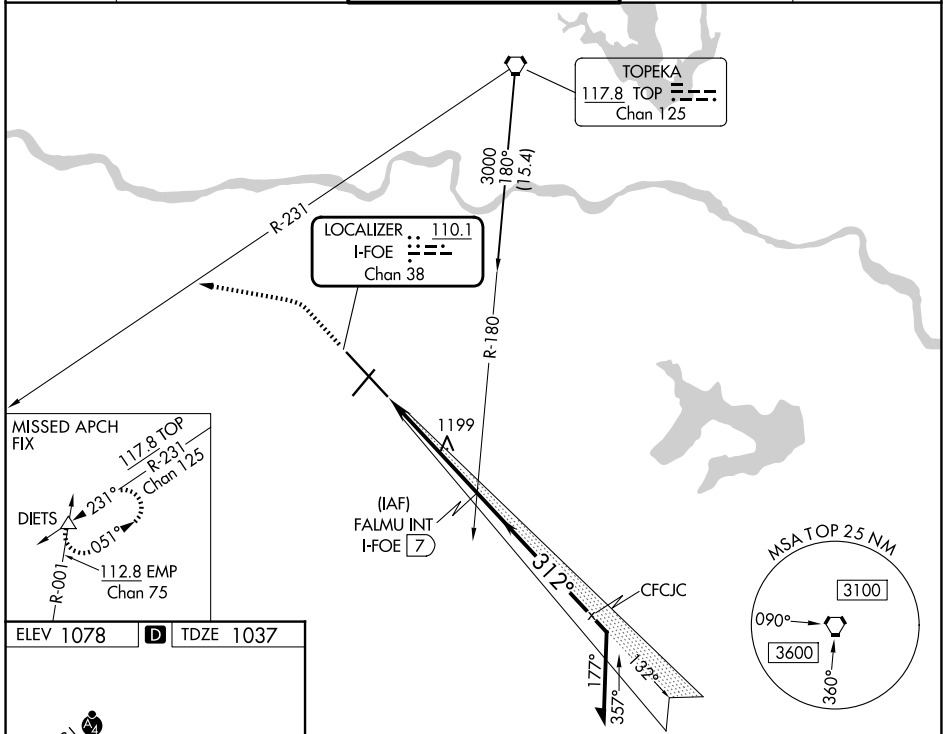 TOPEKA
117.8 TOP
Chan 125
3000
180°
(15.4)
R-231
LOCALIZER 110.1
I-FOE
Chan 38
R-180
MISSED APCH
FIX
117.8 TOP
R-231
Chan 125
DIETS
231°
051°
112.8 EMP
Chan 75
R-001
1199
(IAF)
FALMU INT
I-FOE 7
312°
CFCJC
177°
357°
132°
MSA TOP 25 NM
3100
090°
3600
360°
ELEV 1078 D TDZE 1037
A4